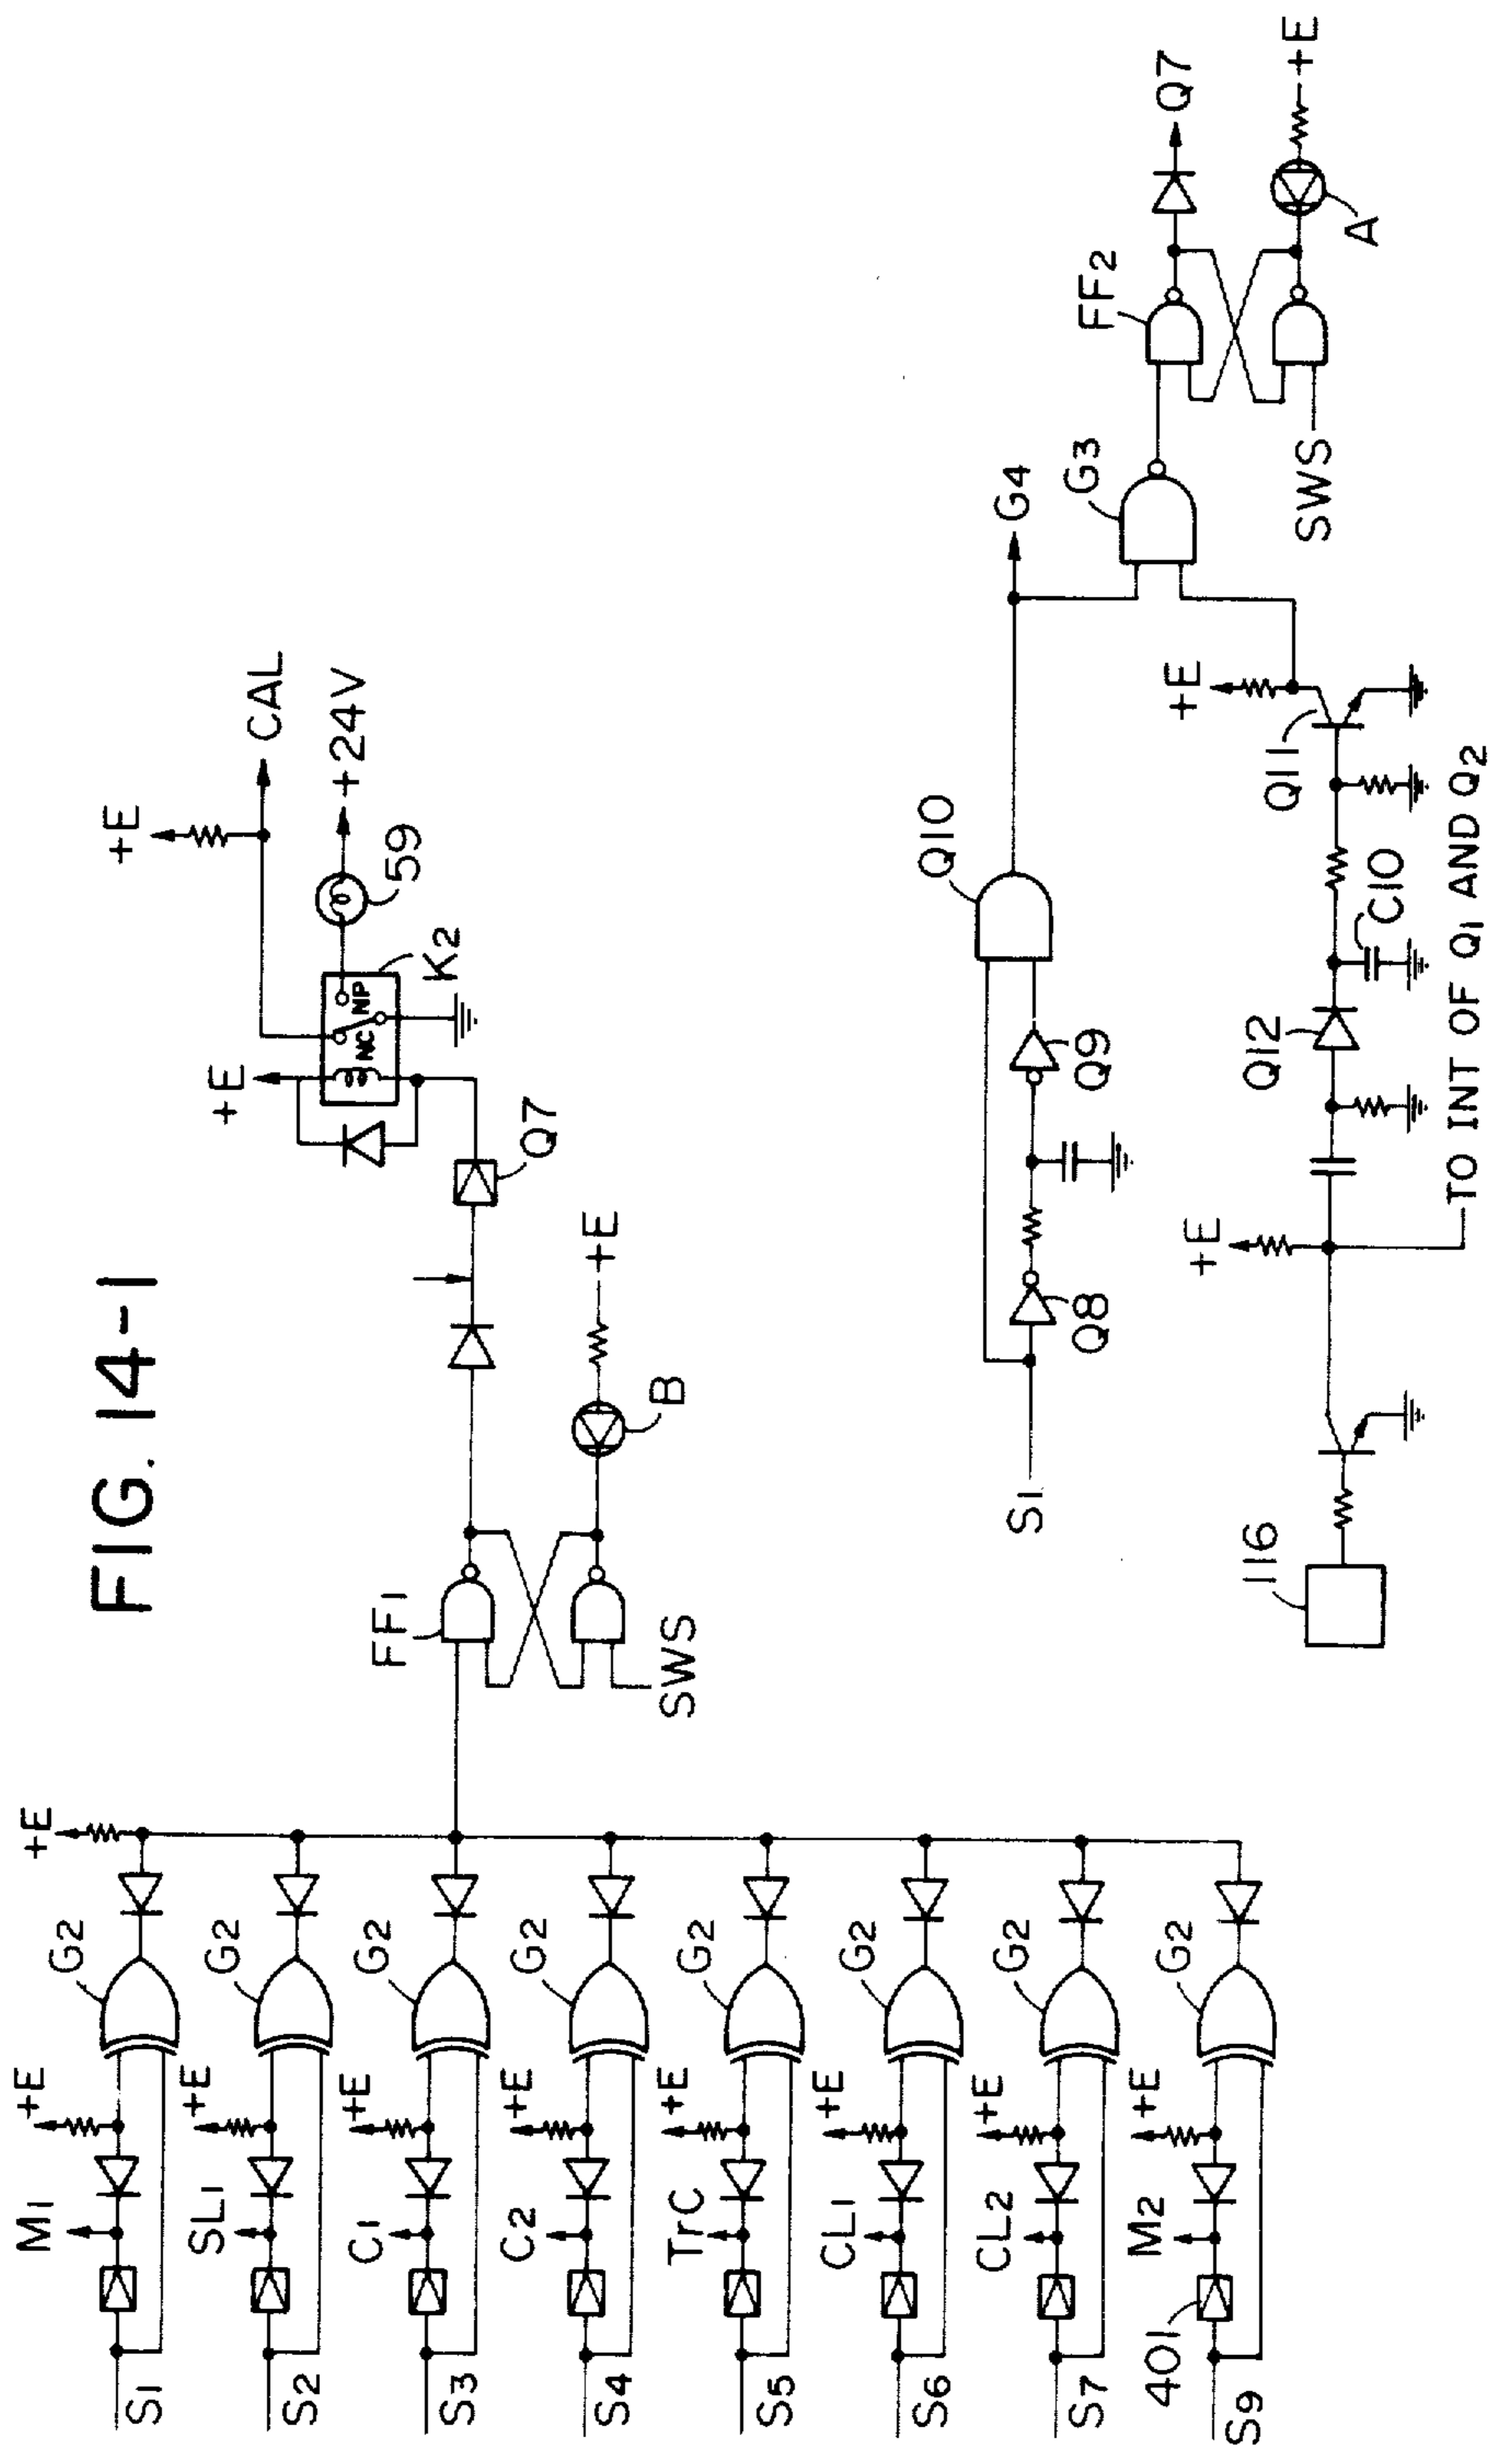 FIG. 14-1
S1
M1
+E
G2
+E
S2
SL1
+E
G2
S3
C1
+E
G2
S4
C2
+E
G2
S5
TrC
+E
G2
S6
CL1
+E
G2
S7
CL2
+E
G2
S9
401
M2
+E
G2
FF1
SWS
B
+E
Q7
+E
NC
NP
K2
59
+24V
+E
CAL
S1
Q8
Q9
Q10
G4
G3
116
+E
TO INT OF Q1 AND Q2
Q12
C10
Q11
+E
FF2
SWS
Q7
A
+E